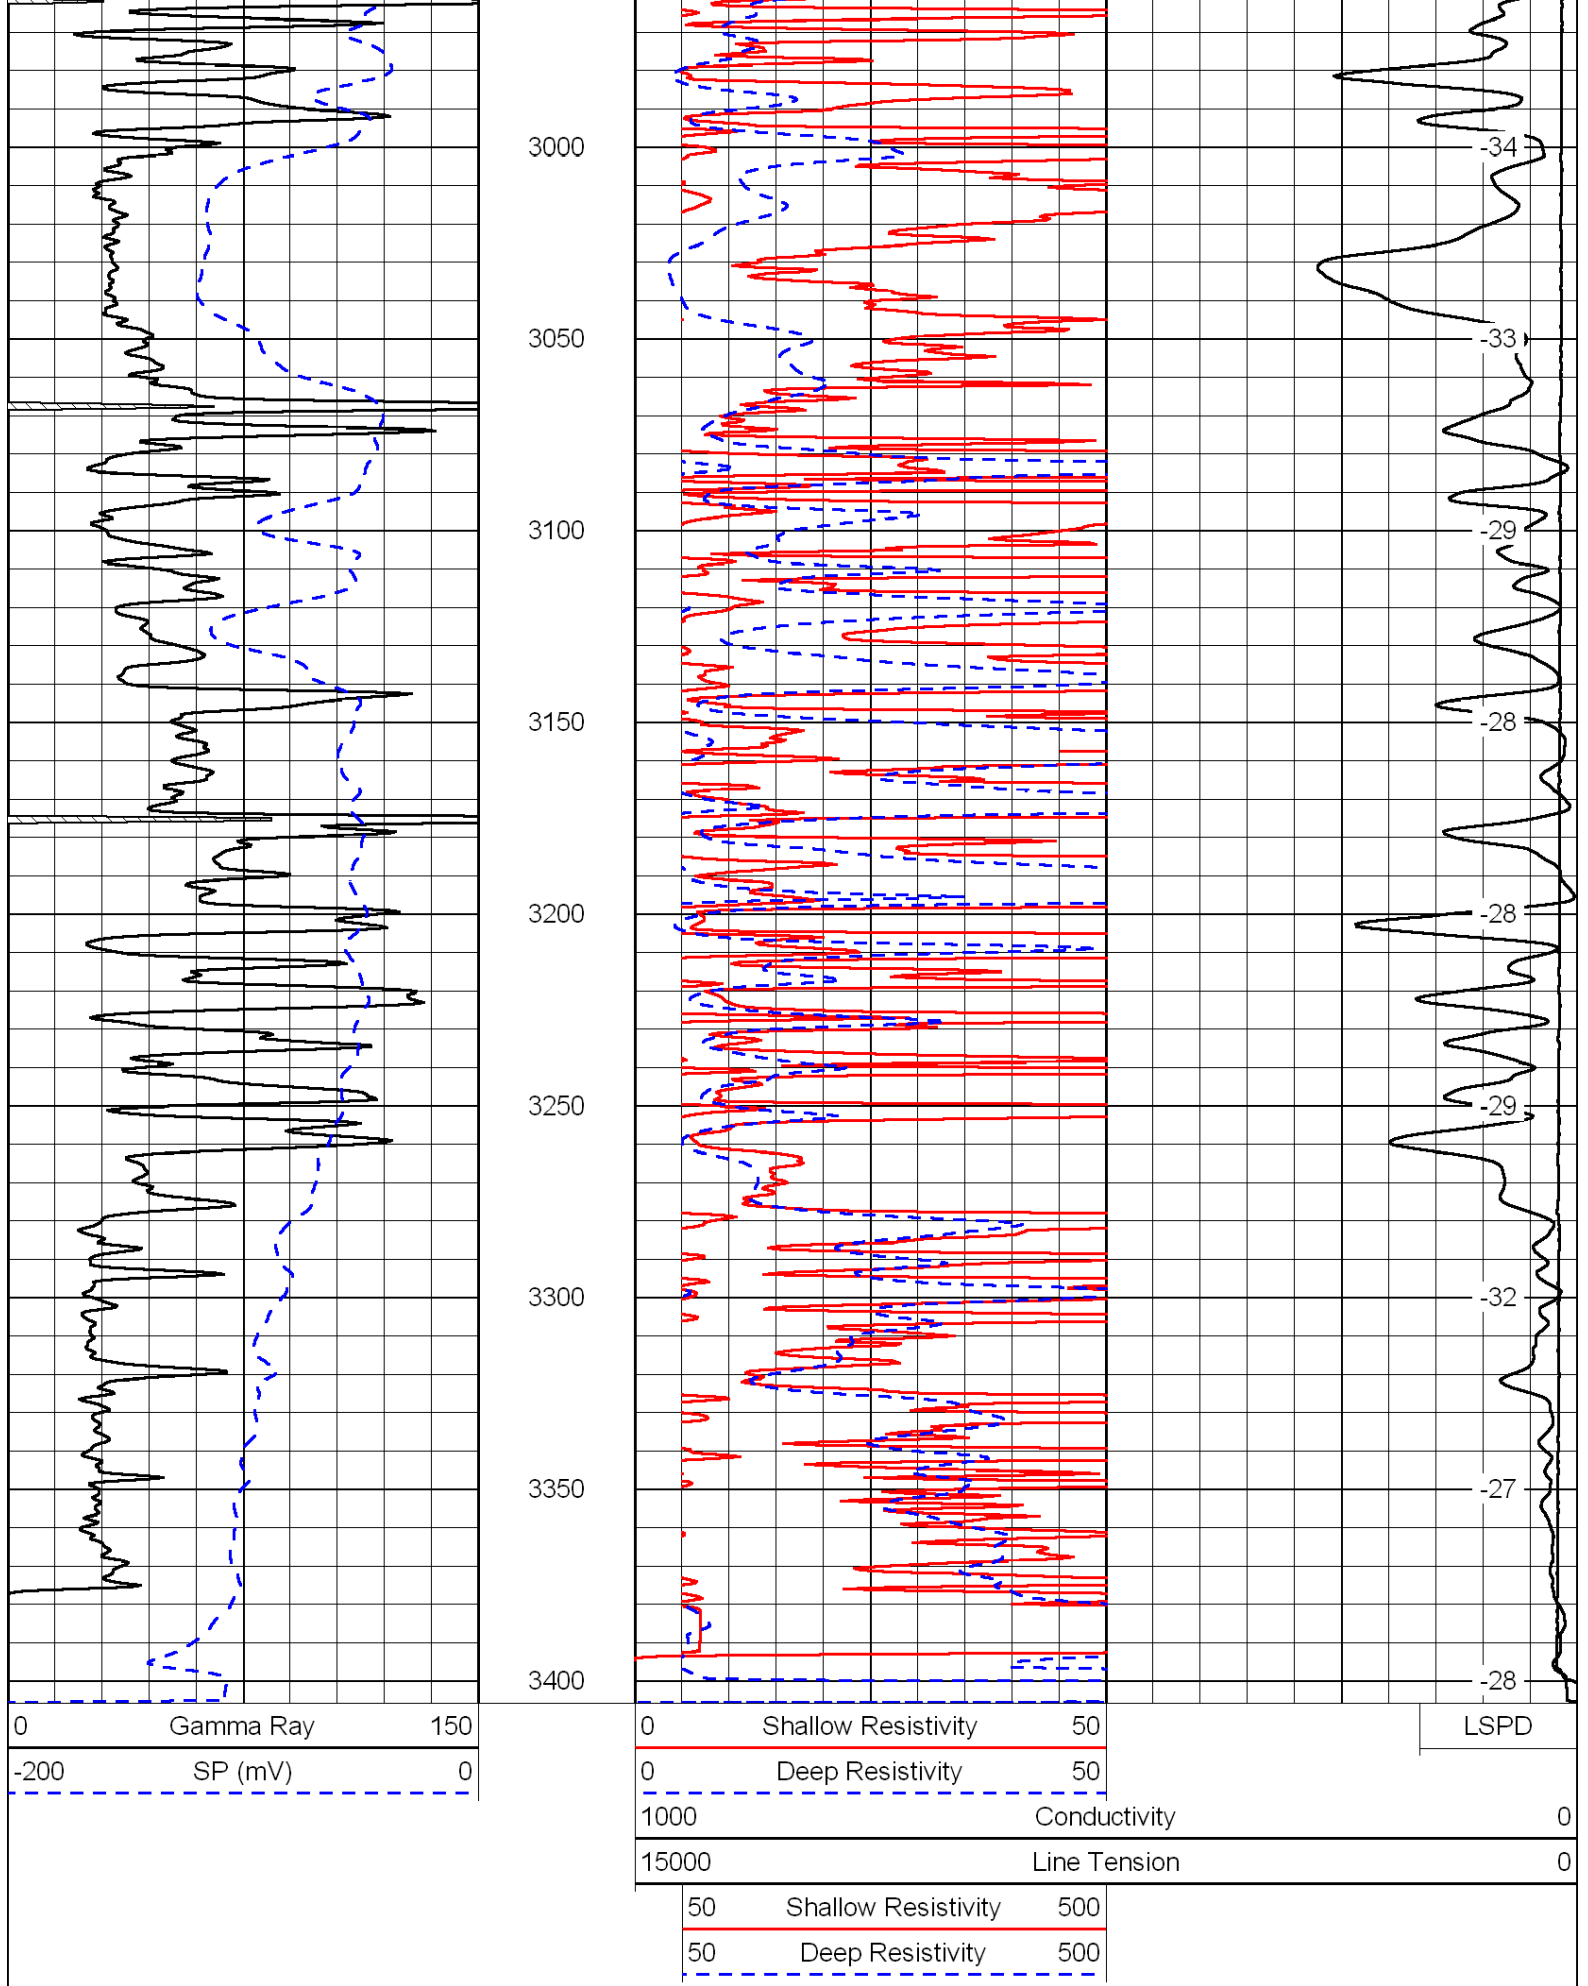 3000
-34
3050
-33
3100
-29
3150
-28
3200
-28
3250
-29
3300
-32
3350
-27
3400
-28
0 Gamma Ray 150
-200 SP (mV) 0
0 Shallow Resistivity 50
0 Deep Resistivity 50
LSPD
1000 Conductivity 0
15000 Line Tension 0
50 Shallow Resistivity 500
50 Deep Resistivity 500